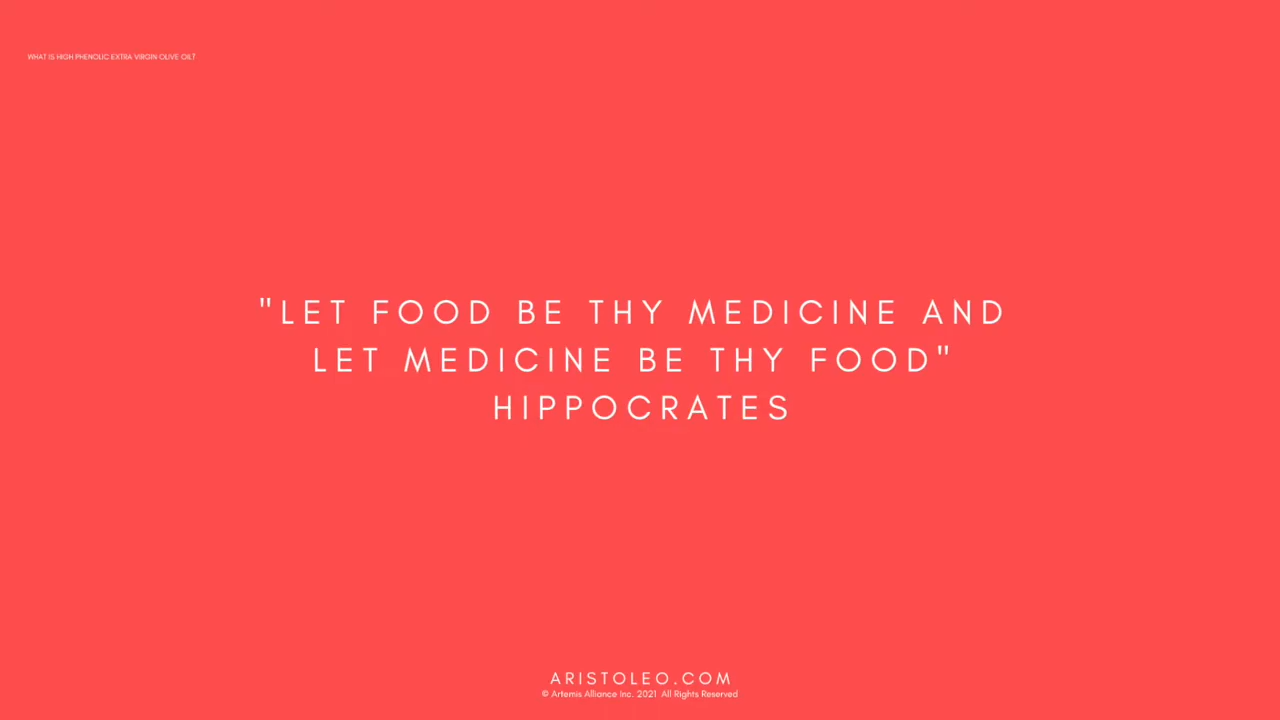 WHAT IS HIGH PHENOLIC EXTRA VIRGIN OLIVE OIL?
"LET FOOD BE THY MEDICINE AND
LET MEDICINE BE THY FOOD"
HIPPOCRATES
ARISTOLEO.COM
© Artemis Alliance Inc. 2021 All Rights Reserved